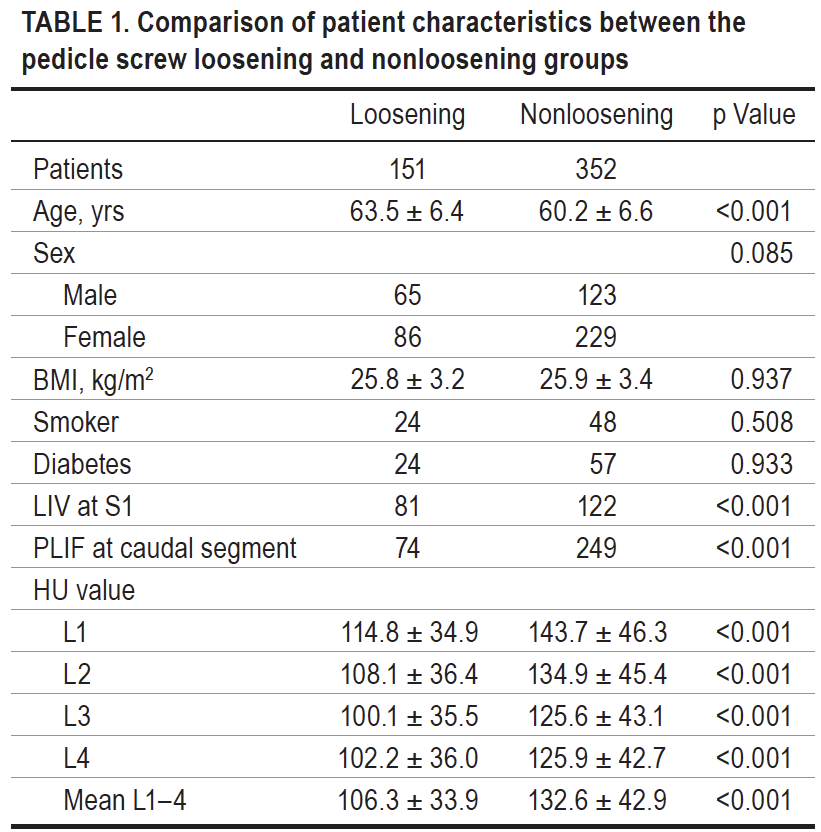 TABLE 1. Comparison of patient characteristics between the
pedicle screw loosening and nonloosening groups
Loosening Nonloosening p Value
Patients 151 352
Age, yrs 63.5 ± 6.4 60.2 ± 6.6 <0.001
Sex 0.085
Male 65 123
Female 86 229
BMI, kg/m² 25.8 ± 3.2 25.9 ± 3.4 0.937
Smoker 24 48 0.508
Diabetes 24 57 0.933
LIV at S1 81 122 <0.001
PLIF at caudal segment 74 249 <0.001
HU value
L1 114.8 ± 34.9 143.7 ± 46.3 <0.001
L2 108.1 ± 36.4 134.9 ± 45.4 <0.001
L3 100.1 ± 35.5 125.6 ± 43.1 <0.001
L4 102.2 ± 36.0 125.9 ± 42.7 <0.001
Mean L1–4 106.3 ± 33.9 132.6 ± 42.9 <0.001